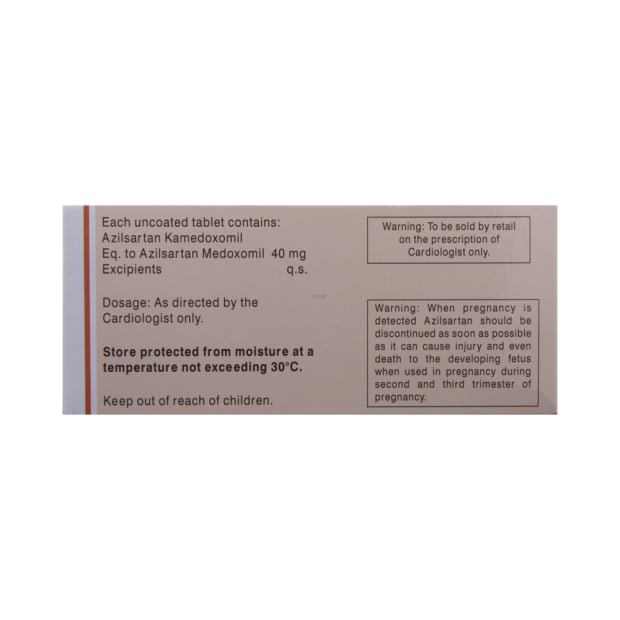 Each uncoated tablet contains:
Azilsartan Kamedoxomil
Eq. to Azilsartan Medoxomil 40 mg
Excipients q.s.
Dosage: As directed by the
Cardiologist only.
Store protected from moisture at a
temperature not exceeding 30°C.
Keep out of reach of children.
Warning: To be sold by retail
on the prescription of
Cardiologist only.
Warning: When pregnancy is
detected Azilsartan should be
discontinued as soon as possible
as it can cause injury and even
death to the developing fetus
when used in pregnancy during
second and third trimester of
pregnancy.